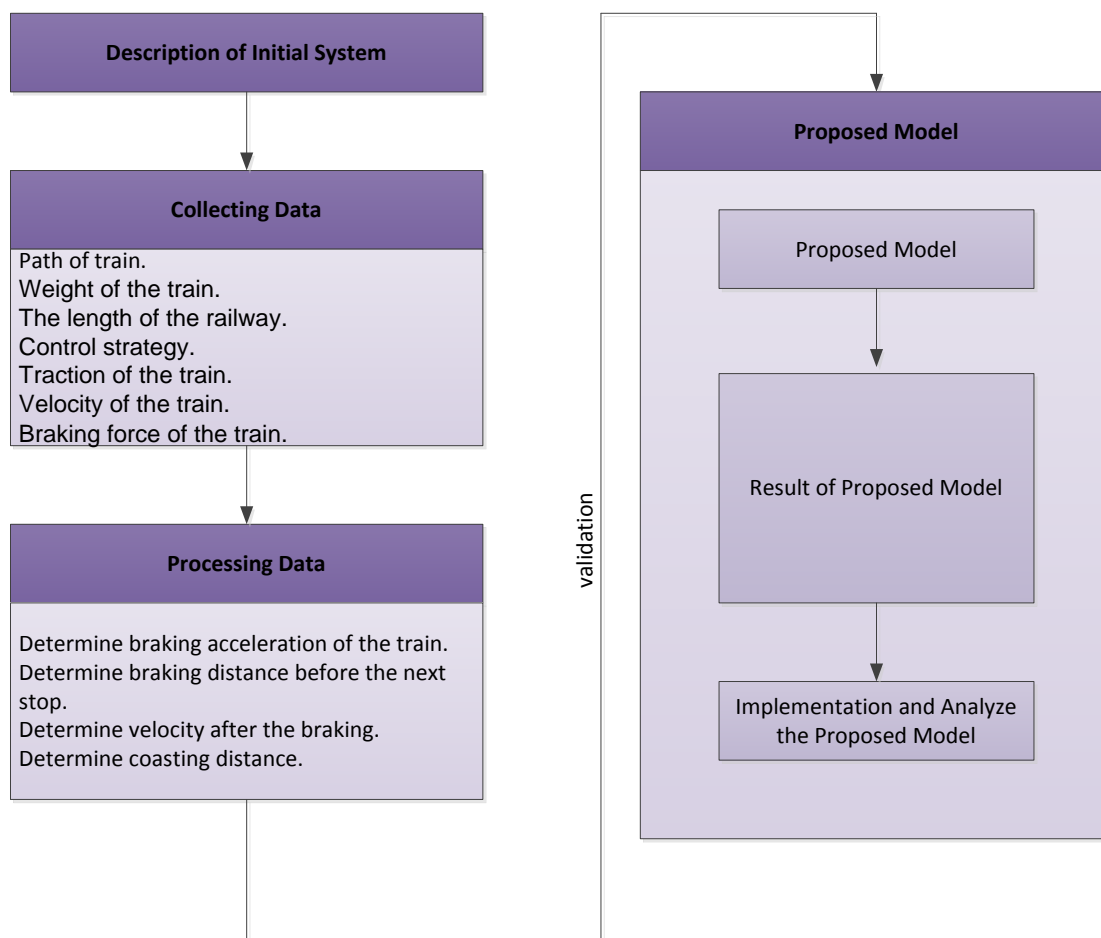 Description of Initial System
Collecting Data
Path of train.
Weight of the train.
The length of the railway.
Control strategy.
Traction of the train.
Velocity of the train.
Braking force of the train.
Processing Data
Determine braking acceleration of the train.
Determine braking distance before the next
stop.
Determine velocity after the braking.
Determine coasting distance.
validation
Proposed Model
Proposed Model
Result of Proposed Model
Implementation and Analyze
the Proposed Model